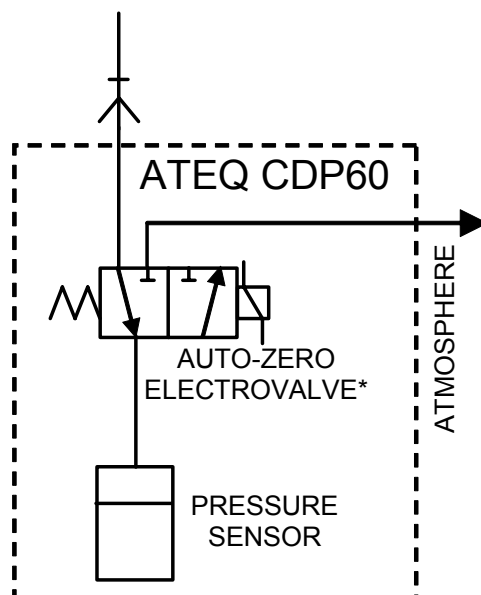 ATEQ CDP60
ATMOSPHERE
AUTO-ZERO
ELECTROVALVE*
PRESSURE
SENSOR